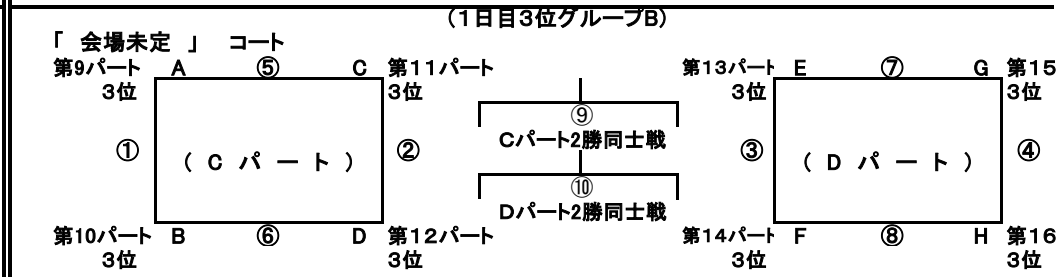 (1日目3位グループB)
「 会場未定 」 コート
第9パート A ⑤ C 第11パート
3位 3位
① (Cパート) ②
第10パート B ⑥ D 第12パート
3位 3位
⑨
Cパート2勝同士戦
⑩
Dパート2勝同士戦
第13パート E ⑦ G 第15
3位 3位
③ (Dパート) ④
第14パート F ⑧ H 第16
3位 3位